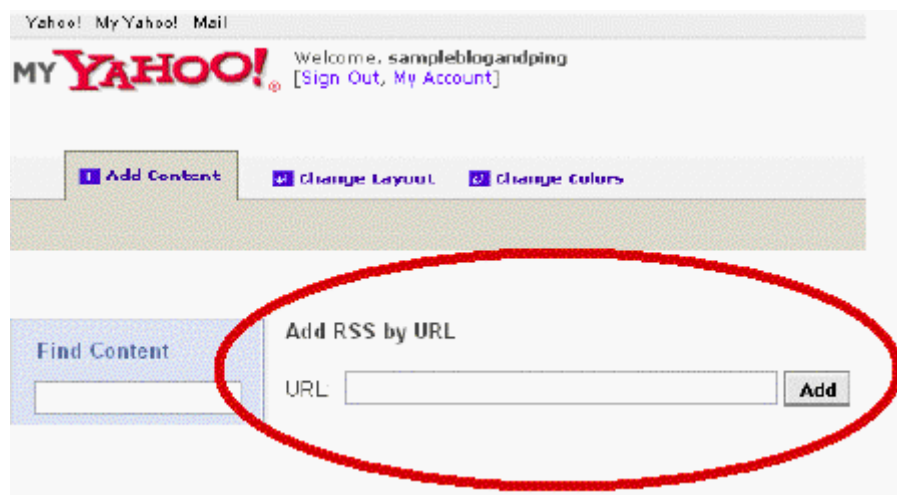 Yahoo! My Yahoo! Mail
MY YAHOO!® Welcome, sampleblogandping
[Sign Out, My Account]
Add Content Change Layout Change Colors
Add RSS by URL
Find Content
URL: Add